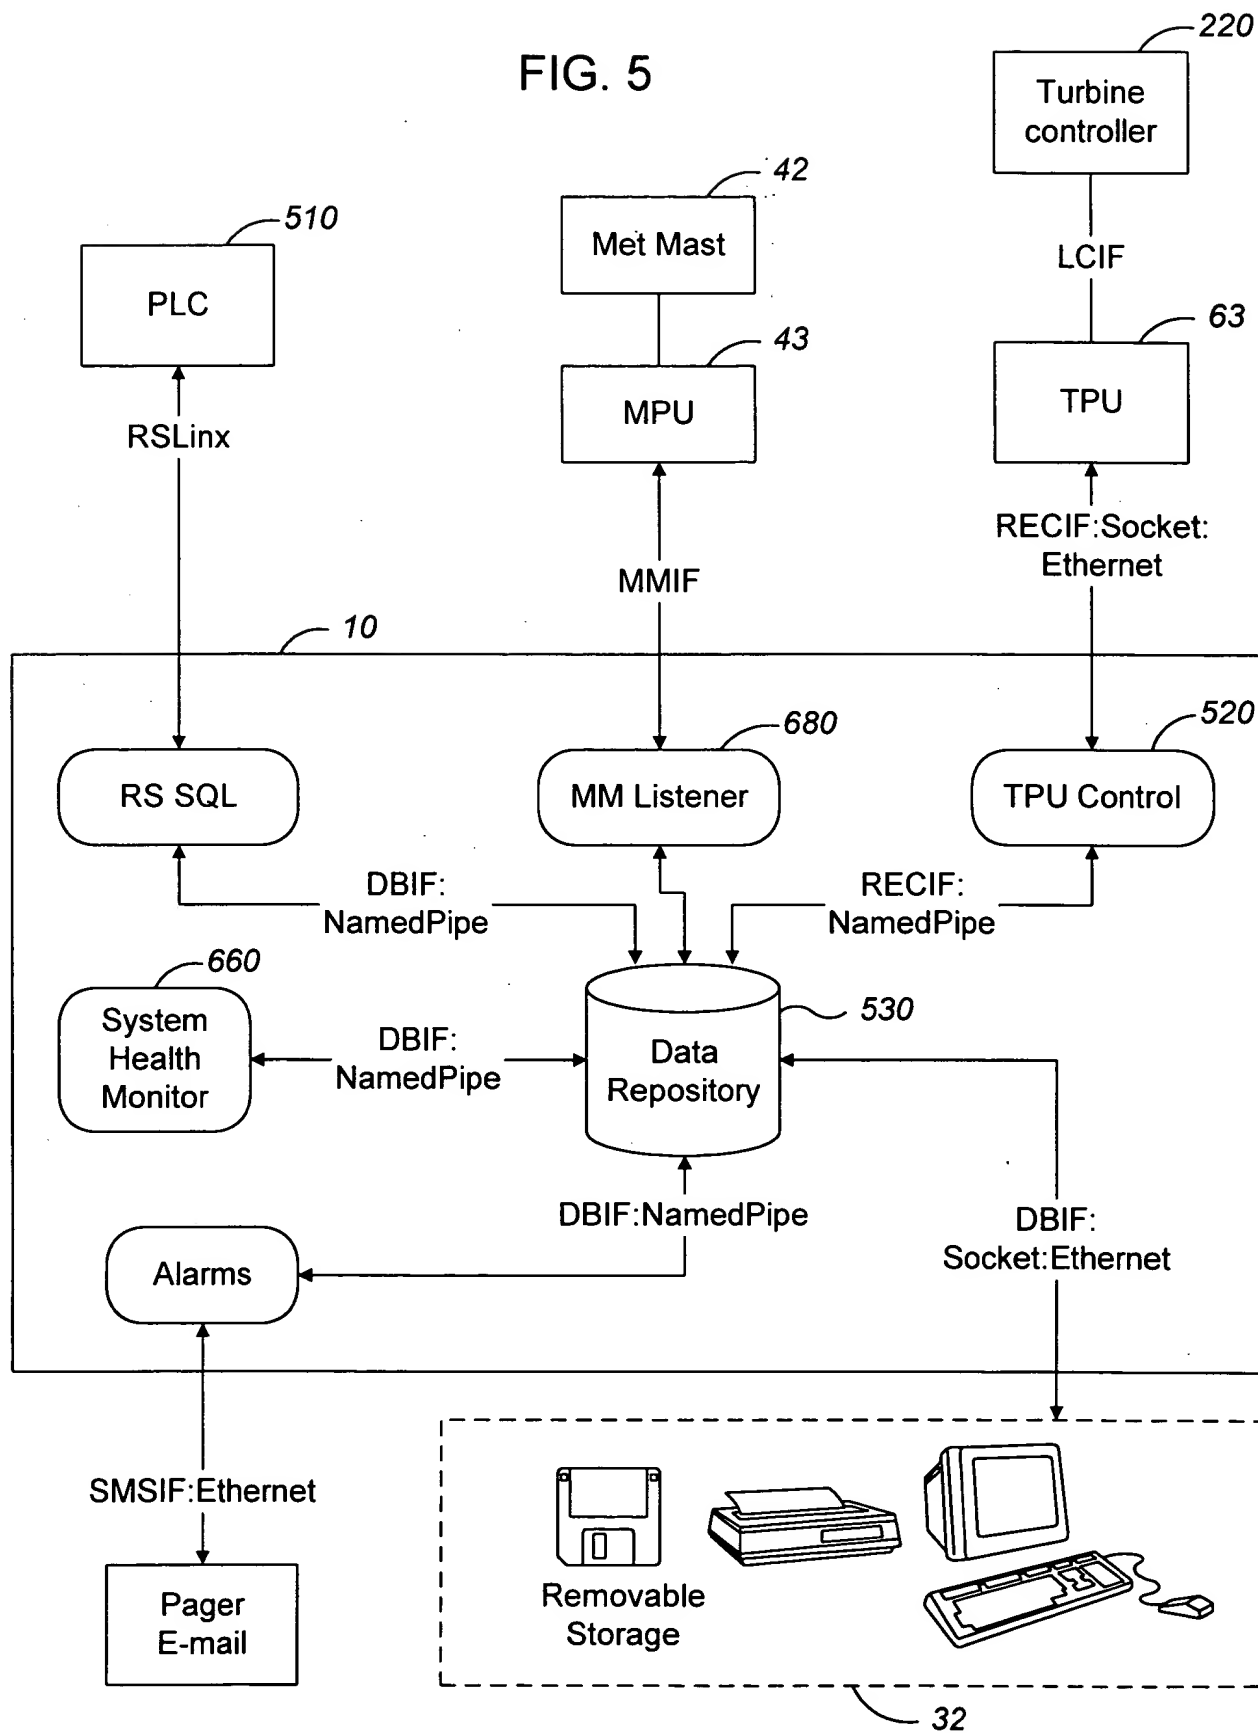 FIG. 5
220
Turbine
controller
42
Met Mast
510
PLC
LCIF
43
MPU
63
TPU
RSLinx
RECIF:Socket:
Ethernet
MMIF
10
RS SQL
680
MM Listener
520
TPU Control
DBIF:
NamedPipe
RECIF:
NamedPipe
660
System
Health
Monitor
DBIF:
NamedPipe
530
Data
Repository
DBIF:NamedPipe
DBIF:
Socket:Ethernet
Alarms
SMSIF:Ethernet
Pager
E-mail
Removable
Storage
32